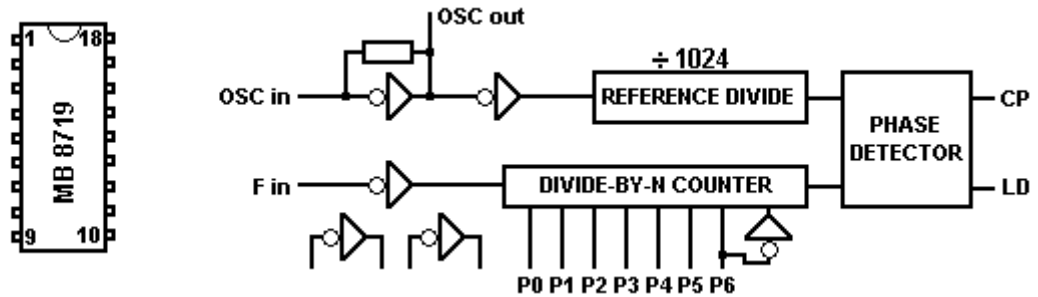 1 18
MB 8719
9 10
OSC out
÷ 1024
OSC in
REFERENCE DIVIDE
CP
PHASE
DETECTOR
F in
DIVIDE-BY-N COUNTER
LD
P0 P1 P2 P3 P4 P5 P6